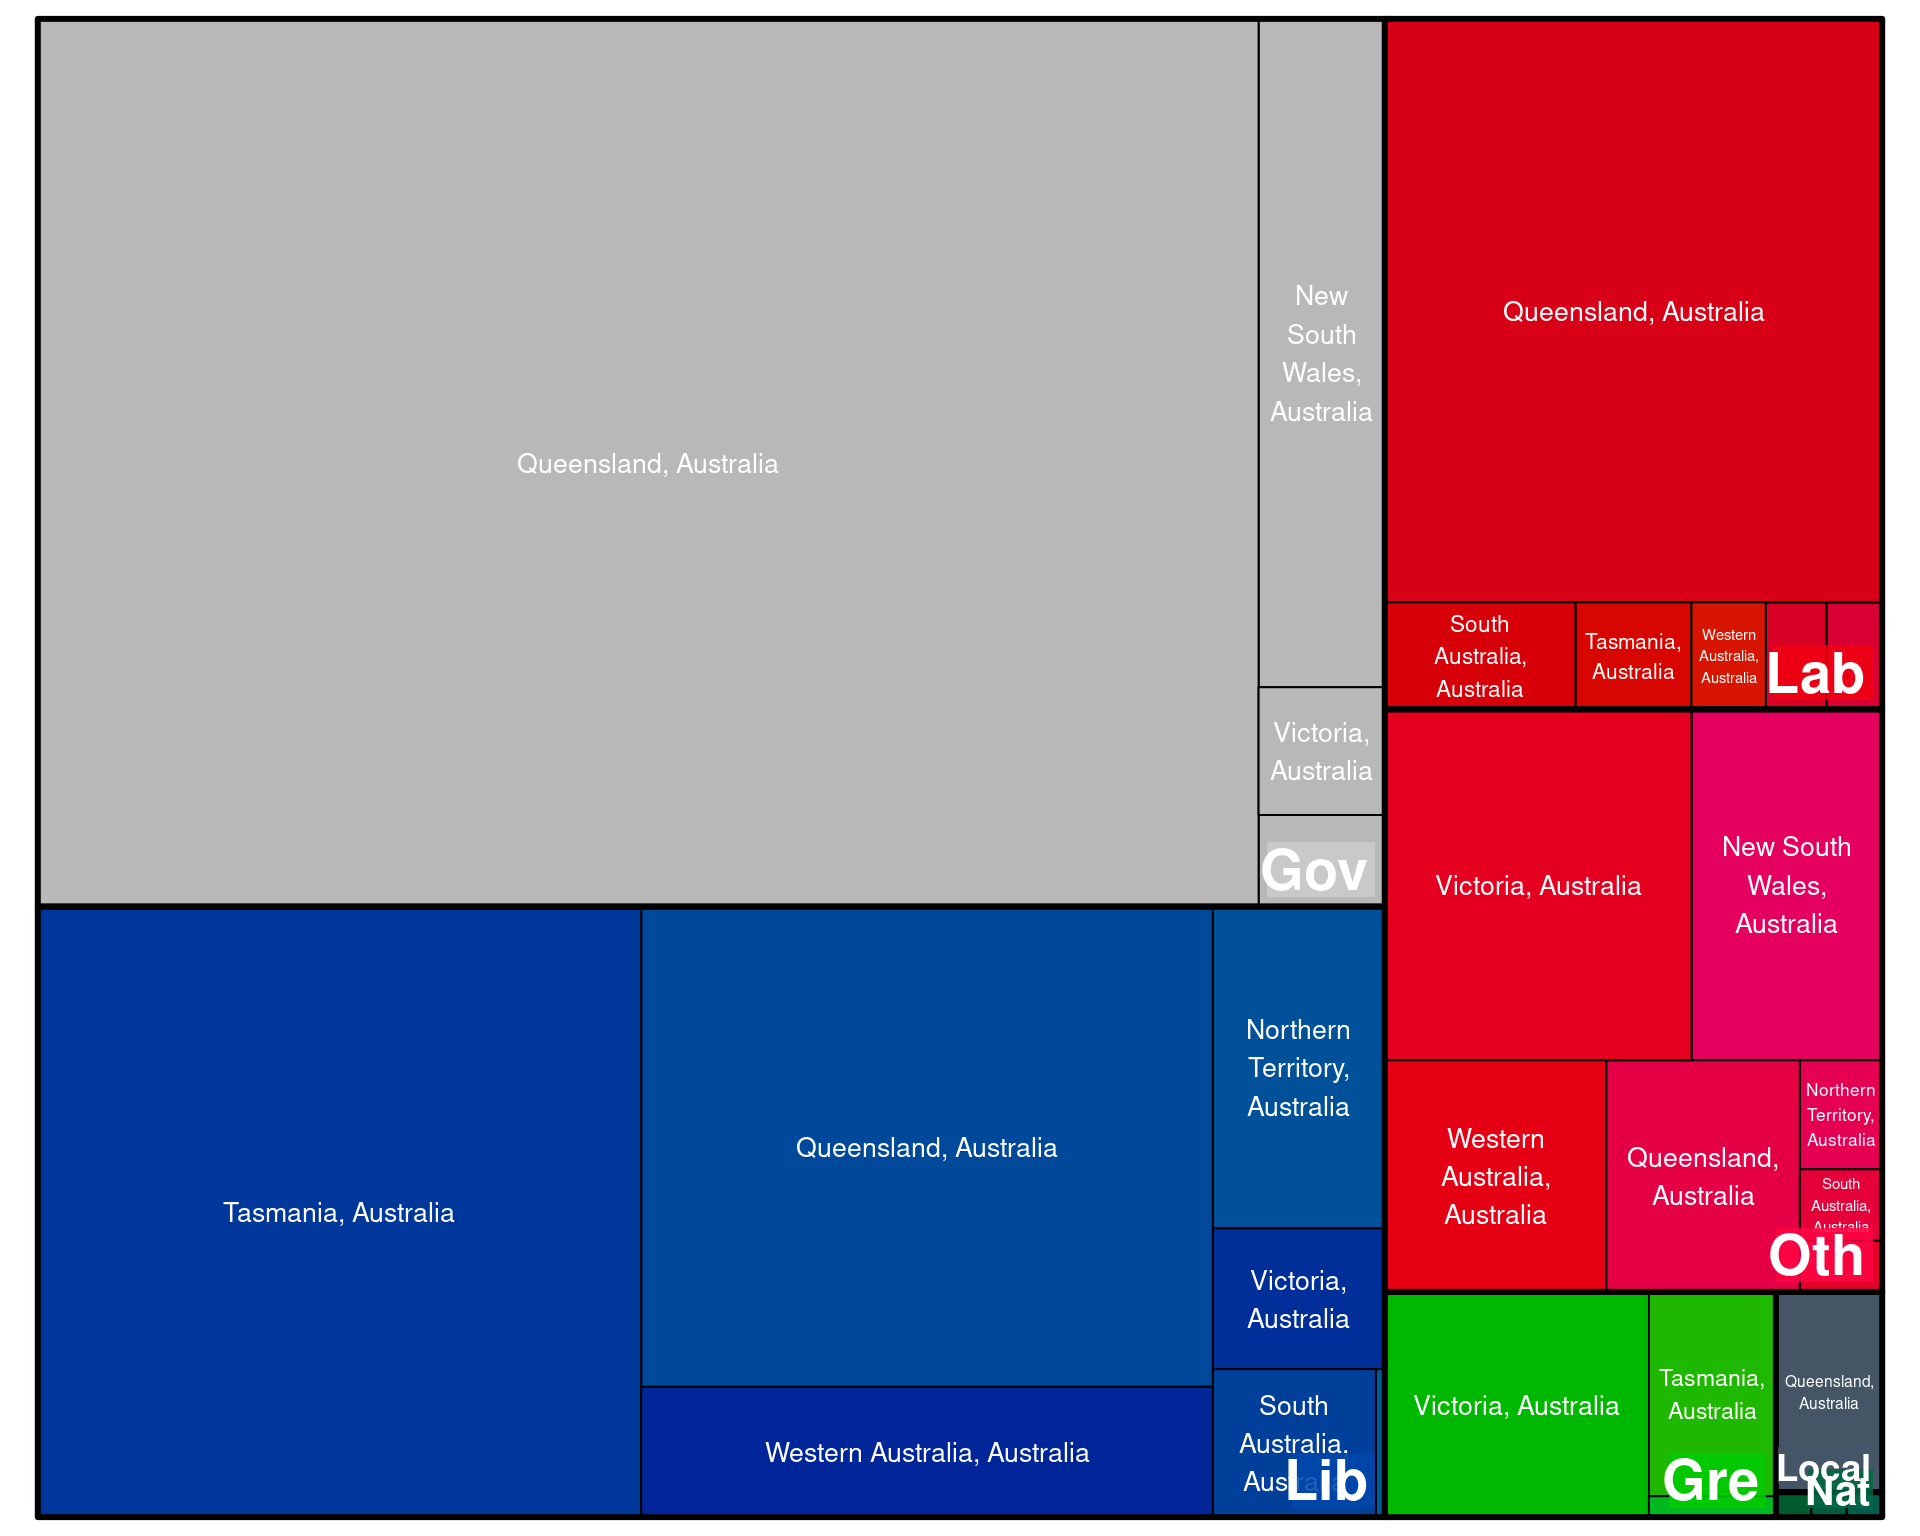 Queensland, Australia
New
South
Wales,
Australia
Victoria,
Australia
Gov
Queensland, Australia
South
Australia,
Australia
Tasmania,
Australia
Western
Australia,
Australia
Lab
Victoria, Australia
New South
Wales,
Australia
Western
Australia,
Australia
Queensland,
Australia
Northern
Territory,
Australia
South
Australia,
Australia
Oth
Tasmania, Australia
Queensland, Australia
Western Australia, Australia
Northern
Territory,
Australia
Victoria,
Australia
South
Australia,
Australia
Lib
Victoria, Australia
Tasmania,
Australia
Gre
Queensland,
Australia
Local
Nat